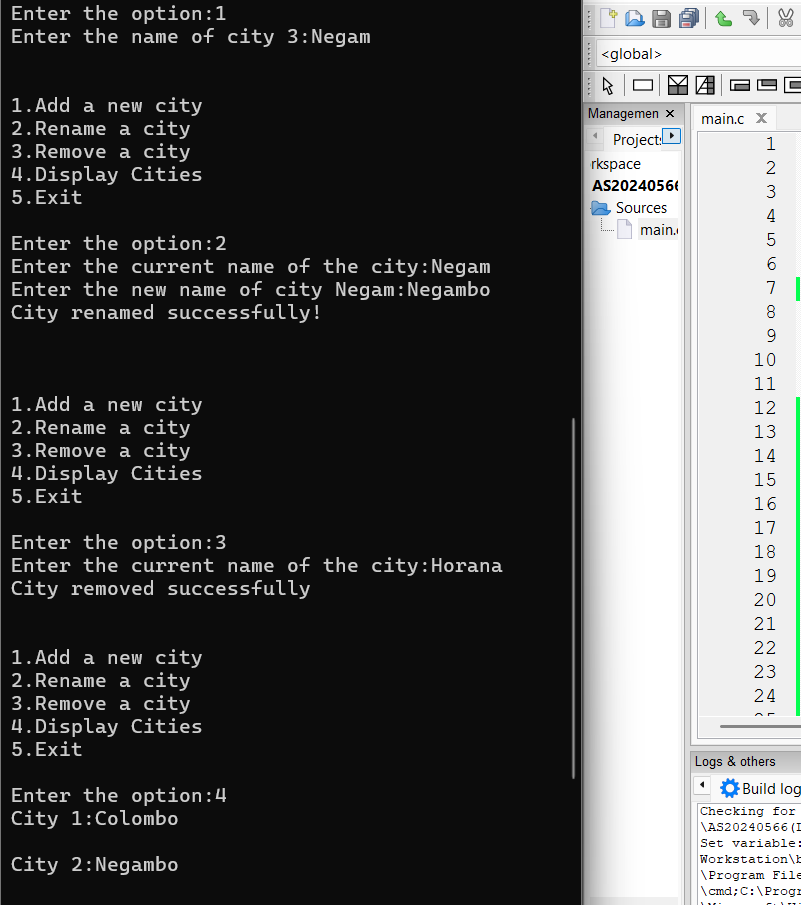 Enter the option:1
Enter the name of city 3:Negam
1.Add a new city
2.Rename a city
3.Remove a city
4.Display Cities
5.Exit
Enter the option:2
Enter the current name of the city:Negam
Enter the new name of city Negam:Negambo
City renamed successfully!
1.Add a new city
2.Rename a city
3.Remove a city
4.Display Cities
5.Exit
Enter the option:3
Enter the current name of the city:Horana
City removed successfully
1.Add a new city
2.Rename a city
3.Remove a city
4.Display Cities
5.Exit
Enter the option:4
City 1:Colombo
City 2:Negambo
<global>
Managemen
Projects
rkspace
AS20240566
Sources
main.c
main.c
1
2
3
4
5
6
7
8
9
10
11
12
13
14
15
16
17
18
19
20
21
22
23
24
Logs & others
Build log
Checking for
\AS20240566(
Set variable:
Workstation\b
\Program File
\cmd;C:\Progr